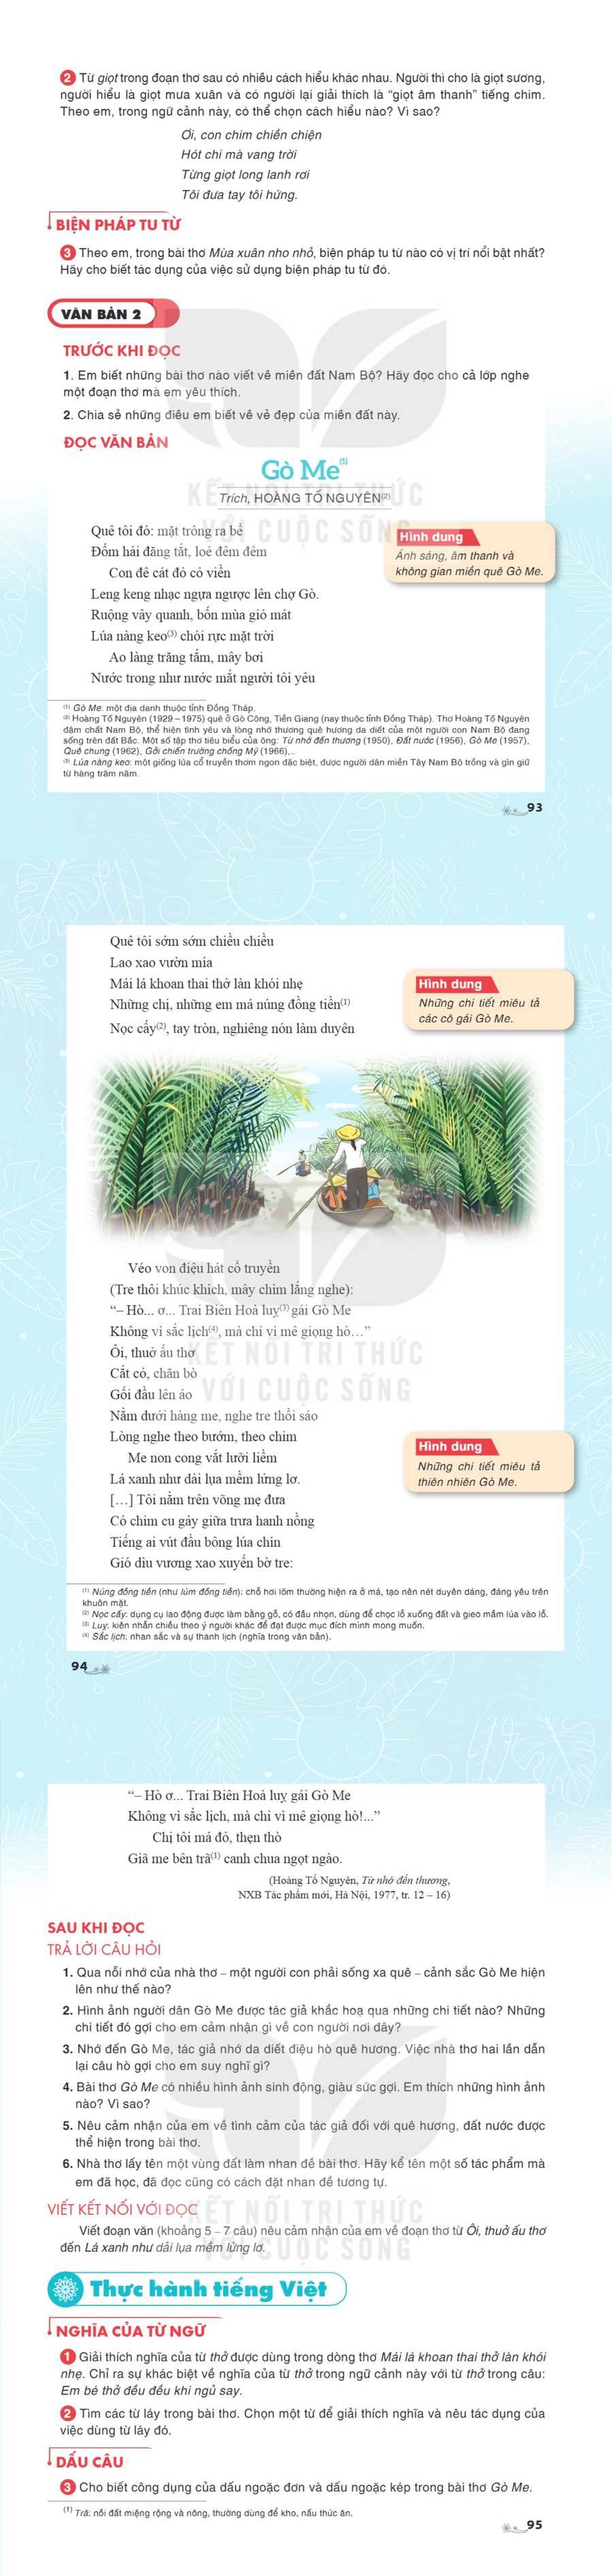 2 Từ giọt trong đoạn thơ sau có nhiều cách hiểu khác nhau. Người thì cho là giọt sương,
người hiểu là giọt mưa xuân và có người lại giải thích là “giọt âm thanh” tiếng chim.
Theo em, trong ngữ cảnh này, có thể chọn cách hiểu nào? Vì sao?
Ơi, con chim chiền chiện
Hót chi mà vang trời
Từng giọt long lanh rơi
Tôi đưa tay tôi hứng.
BIỆN PHÁP TU TỪ
3 Theo em, trong bài thơ Mùa xuân nho nhỏ, biện pháp tu từ nào có vị trí nổi bật nhất?
Hãy cho biết tác dụng của việc sử dụng biện pháp tu từ đó.
VĂN BẢN 2
TRƯỚC KHI ĐỌC
1. Em biết những bài thơ nào viết về miền đất Nam Bộ? Hãy đọc cho cả lớp nghe
một đoạn thơ mà em yêu thích.
2. Chia sẻ những điều em biết về vẻ đẹp của miền đất này.
ĐỌC VĂN BẢN
Gò Me(1)
Trích, HOÀNG TỐ NGUYÊN(2)
KẾT NỐI TRI THỨC
VỚI CUỘC SỐNG
Quê tôi đó: mặt trông ra bể
Đốm hải đăng tắt, loé đêm đêm
Con đê cát đỏ cỏ viền
Leng keng nhạc ngựa ngược lên chợ Gò.
Ruộng vây quanh, bốn mùa gió mát
Lúa nàng keo(3) chói rực mặt trời
Ao làng trăng tắm, mây bơi
Nước trong như nước mắt người tôi yêu
Hình dung
Ánh sáng, âm thanh và
không gian miền quê Gò Me.
(1) Gò Me: một địa danh thuộc tỉnh Đồng Tháp.
(2) Hoàng Tố Nguyên (1929 – 1975) quê ở Gò Công, Tiền Giang (nay thuộc tỉnh Đồng Tháp). Thơ Hoàng Tố Nguyên
đậm chất Nam Bộ, thể hiện tình yêu và lòng nhớ thương quê hương da diết của một người con Nam Bộ đang
sống trên đất Bắc. Một số tập thơ tiêu biểu của ông: Từ nhớ đến thương (1950), Đất nước (1956), Gò Me (1957),
Quê chung (1962), Gởi chiến trường chống Mỹ (1966),...
(3) Lúa nàng keo: một giống lúa cổ truyền thơm ngon đặc biệt, được người dân miền Tây Nam Bộ trồng và gìn giữ
từ hàng trăm năm.
93
Quê tôi sớm sớm chiều chiều
Lao xao vườn mía
Mái lá khoan thai thở làn khói nhẹ
Những chị, những em má núng đồng tiền(1)
Nọc cấy(2), tay tròn, nghiêng nón làm duyên
Hình dung
Những chi tiết miêu tả
các cô gái Gò Me.
Véo von điệu hát cổ truyền
(Tre thôi khúc khích, mây chim lắng nghe):
“– Hò... ơ... Trai Biên Hoà luỵ(3) gái Gò Me
Không vì sắc lịch(4), mà chỉ vì mê giọng hò…”
Ôi, thuở ấu thơ
Cắt cỏ, chăn bò
Gối đầu lên áo
Nằm dưới hàng me, nghe tre thổi sáo
Lòng nghe theo bướm, theo chim
Me non cong vắt lưỡi liềm
Lá xanh như dải lụa mềm lửng lơ.
[…] Tôi nằm trên võng mẹ đưa
Có chim cu gáy giữa trưa hanh nồng
Tiếng ai vút đầu bông lúa chín
Gió dìu vương xao xuyến bờ tre:
KẾT NỐI TRI THỨC
VỚI CUỘC SỐNG
Hình dung
Những chi tiết miêu tả
thiên nhiên Gò Me.
(1) Núng đồng tiền (như lúm đồng tiền): chỗ hơi lõm thường hiện ra ở má, tạo nên nét duyên dáng, đáng yêu trên
khuôn mặt.
(2) Nọc cấy: dụng cụ lao động được làm bằng gỗ, có đầu nhọn, dùng để chọc lỗ xuống đất và gieo mầm lúa vào lỗ.
(3) Luỵ: kiên nhẫn chiều theo ý người khác để đạt được mục đích mình mong muốn.
(4) Sắc lịch: nhan sắc và sự thanh lịch (nghĩa trong văn bản).
94
“– Hò ơ... Trai Biên Hoà luỵ gái Gò Me
Không vì sắc lịch, mà chỉ vì mê giọng hò!...”
Chị tôi má đỏ, thẹn thò
Giã me bên trã(1) canh chua ngọt ngào.
(Hoàng Tố Nguyên, Từ nhớ đến thương,
NXB Tác phẩm mới, Hà Nội, 1977, tr. 12 – 16)
SAU KHI ĐỌC
TRẢ LỜI CÂU HỎI
1. Qua nỗi nhớ của nhà thơ – một người con phải sống xa quê – cảnh sắc Gò Me hiện
lên như thế nào?
2. Hình ảnh người dân Gò Me được tác giả khắc hoạ qua những chi tiết nào? Những
chi tiết đó gợi cho em cảm nhận gì về con người nơi đây?
3. Nhớ đến Gò Me, tác giả nhớ da diết điệu hò quê hương. Việc nhà thơ hai lần dẫn
lại câu hò gợi cho em suy nghĩ gì?
4. Bài thơ Gò Me có nhiều hình ảnh sinh động, giàu sức gợi. Em thích những hình ảnh
nào? Vì sao?
5. Nêu cảm nhận của em về tình cảm của tác giả đối với quê hương, đất nước được
thể hiện trong bài thơ.
6. Nhà thơ lấy tên một vùng đất làm nhan đề bài thơ. Hãy kể tên một số tác phẩm mà
em đã học, đã đọc cũng có cách đặt nhan đề tương tự.
VIẾT KẾT NỐI VỚI ĐỌC
KẾT NỐI TRI THỨC
VỚI CUỘC SỐNG
Viết đoạn văn (khoảng 5 – 7 câu) nêu cảm nhận của em về đoạn thơ từ Ôi, thuở ấu thơ
đến Lá xanh như dải lụa mềm lửng lơ.
Thực hành tiếng Việt
NGHĨA CỦA TỪ NGỮ
1 Giải thích nghĩa của từ thở được dùng trong dòng thơ Mái lá khoan thai thở làn khói
nhẹ. Chỉ ra sự khác biệt về nghĩa của từ thở trong ngữ cảnh này với từ thở trong câu:
Em bé thở đều đều khi ngủ say.
2 Tìm các từ láy trong bài thơ. Chọn một từ để giải thích nghĩa và nêu tác dụng của
việc dùng từ láy đó.
DẤU CÂU
3 Cho biết công dụng của dấu ngoặc đơn và dấu ngoặc kép trong bài thơ Gò Me.
(1) Trã: nồi đất miệng rộng và nông, thường dùng để kho, nấu thức ăn.
95